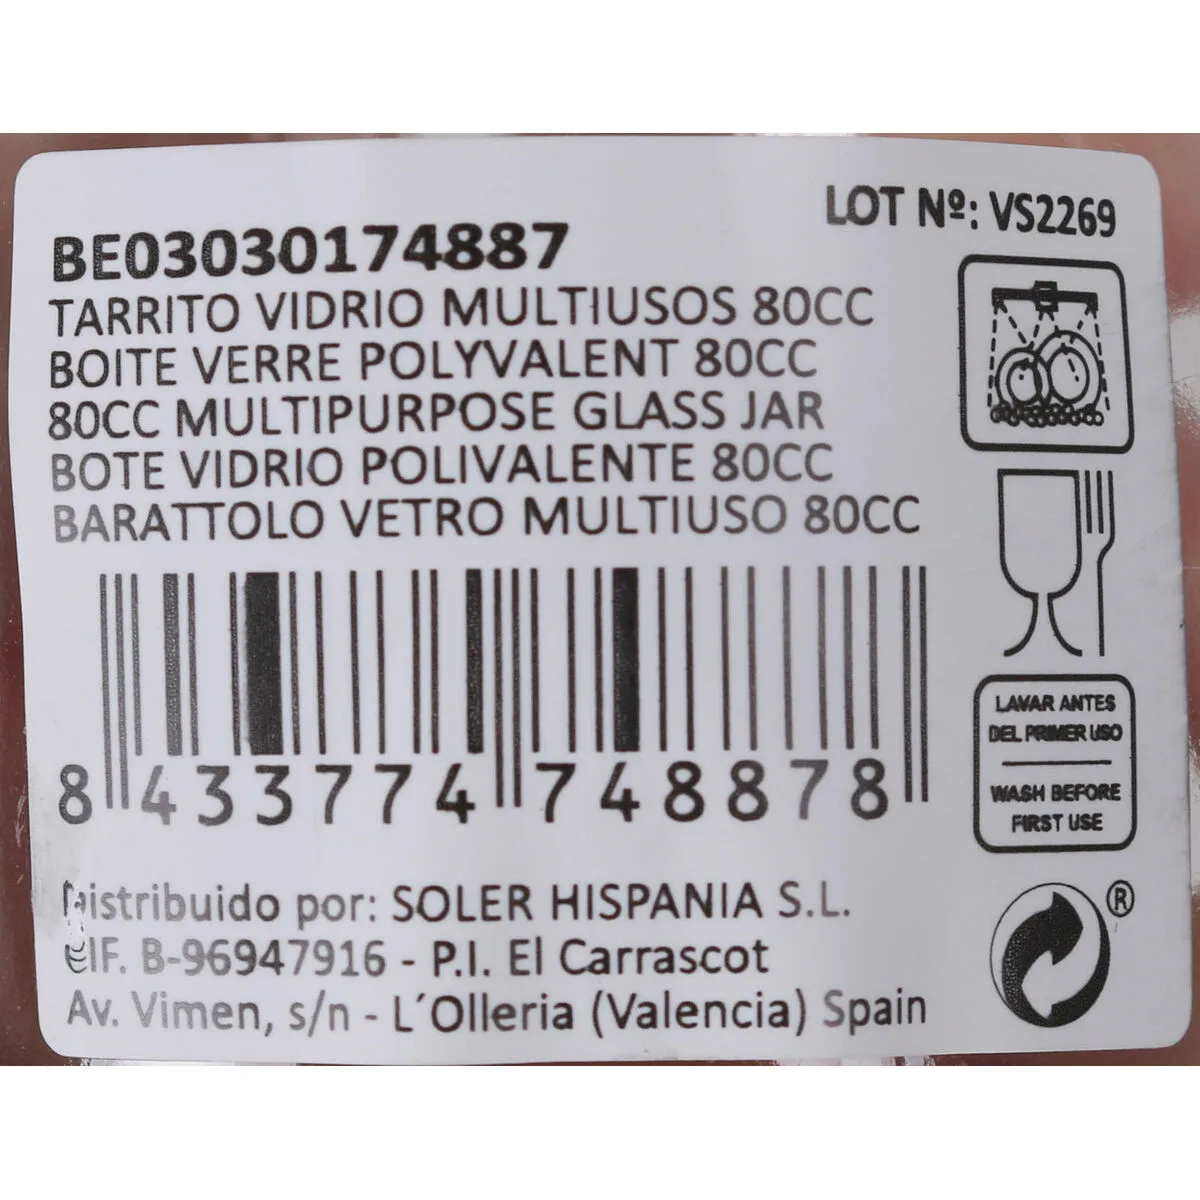 LOT Nº: VS2269
BE03030174887
TARRITO VIDRIO MULTIUSOS 80CC
BOITE VERRE POLYVALENT 80CC
80CC MULTIPURPOSE GLASS JAR
BOTE VIDRIO POLIVALENTE 80CC
BARATTOLO VETRO MULTIUSO 80CC
8 433774 748878
LAVAR ANTES
DEL PRIMER USO
WASH BEFORE
FIRST USE
Distribuido por: SOLER HISPANIA S.L.
CIF. B-96947916 - P.I. El Carrascot
Av. Vimen, s/n - L´Olleria (Valencia) Spain
®